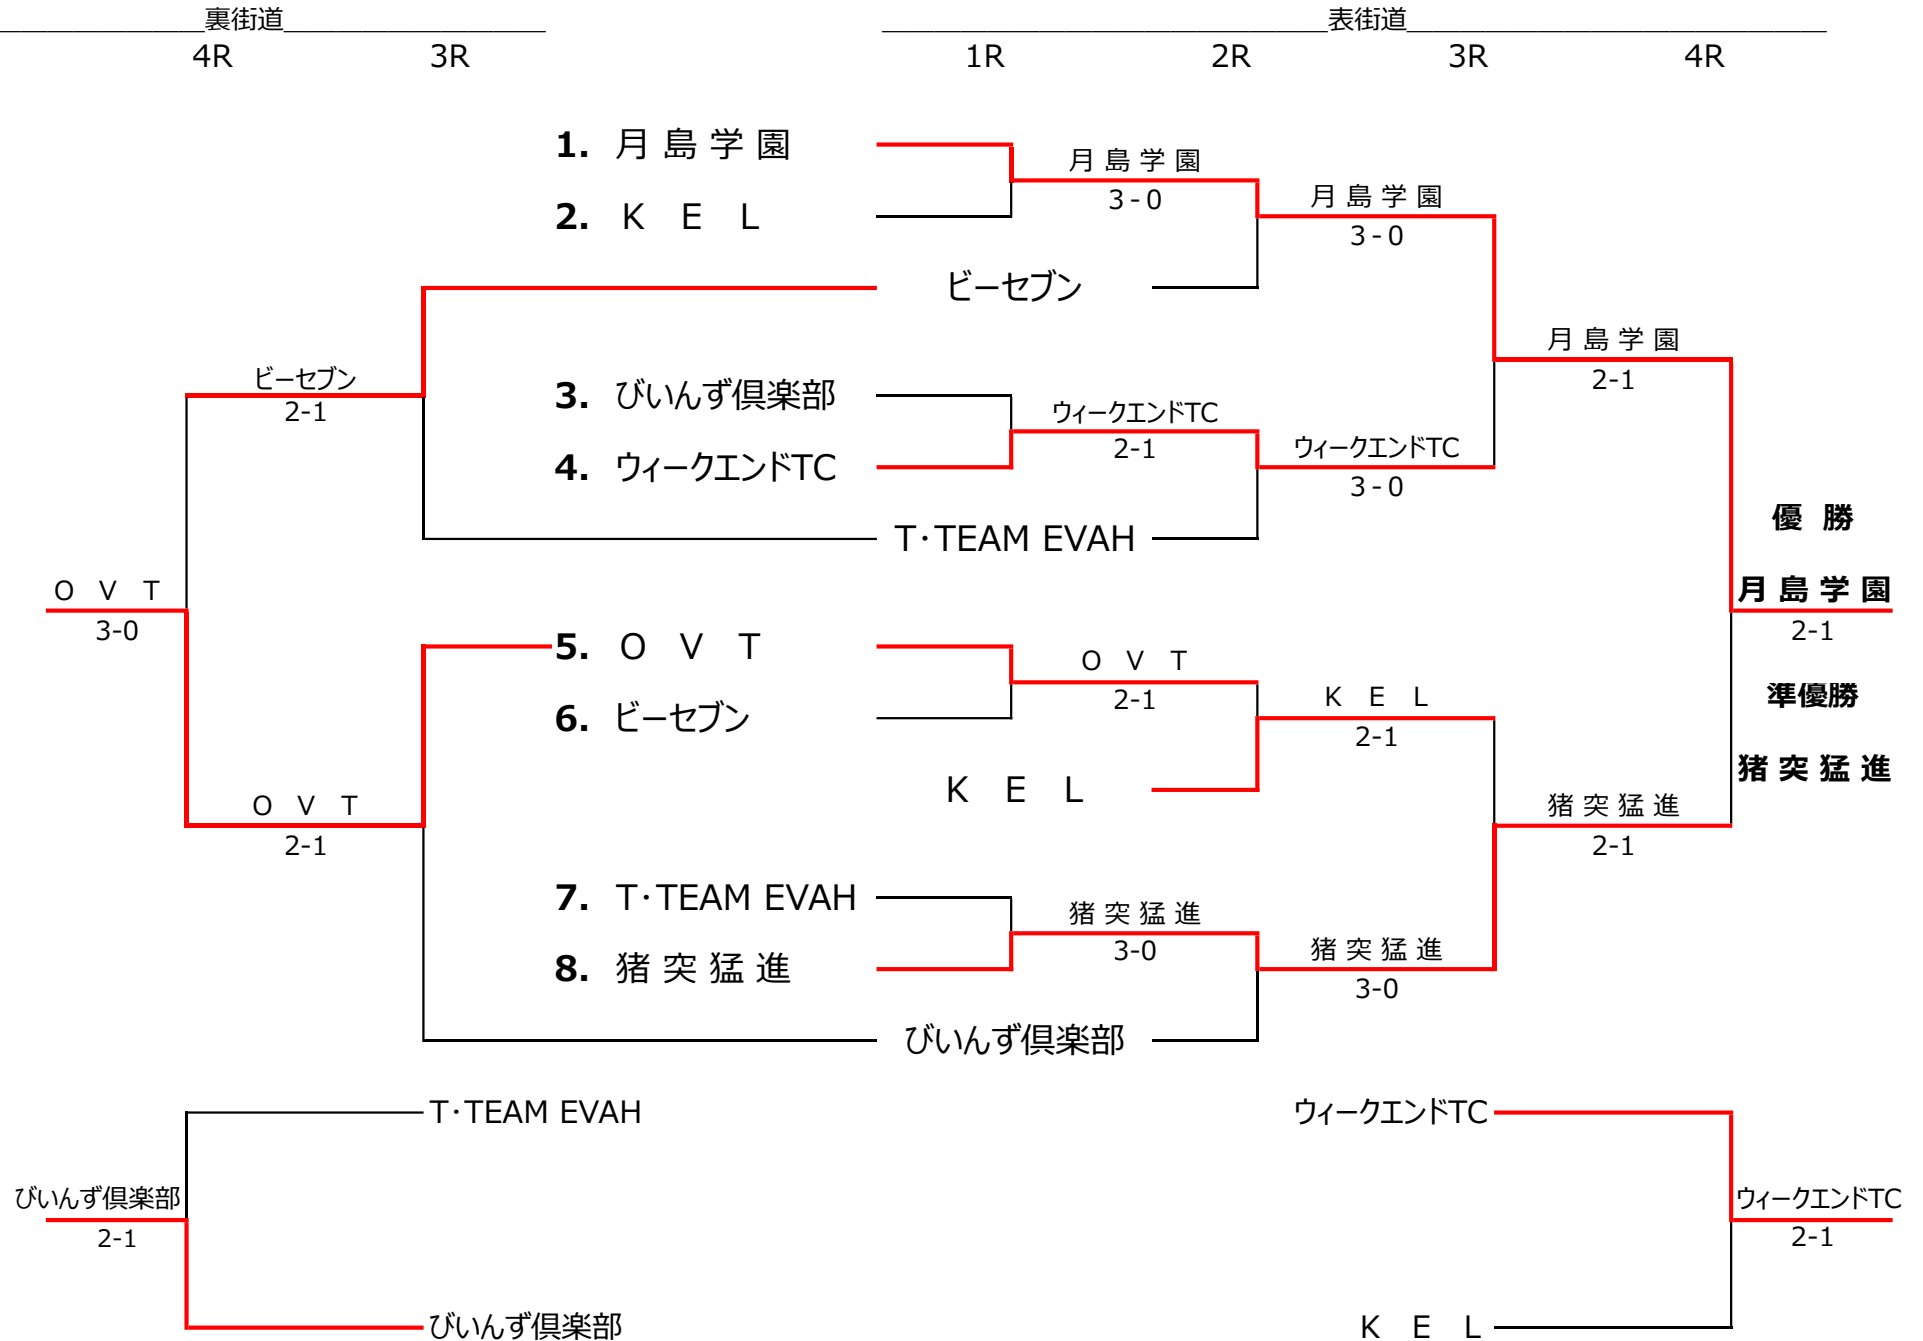 裏街道 表街道
4R 3R 1R 2R 3R 4R
1. 月島学園
月島学園
3-0
月島学園
2. K E L
3-0
ビーセブン
月島学園
ビーセブン
2-1
2-1
3. びいんず倶楽部
ウィークエンドTC
2-1
ウィークエンドTC
4. ウィークエンドTC
3-0
優勝
T・TEAM EVAH
O V T
月島学園
3-0
2-1
5. O V T
O V T
2-1
K E L
準優勝
6. ビーセブン
2-1
猪突猛進
K E L
O V T
猪突猛進
2-1
2-1
7. T・TEAM EVAH
猪突猛進
3-0
猪突猛進
8. 猪突猛進
3-0
びいんず倶楽部
T・TEAM EVAH
ウィークエンドTC
びいんず倶楽部
ウィークエンドTC
2-1
2-1
びいんず倶楽部
K E L